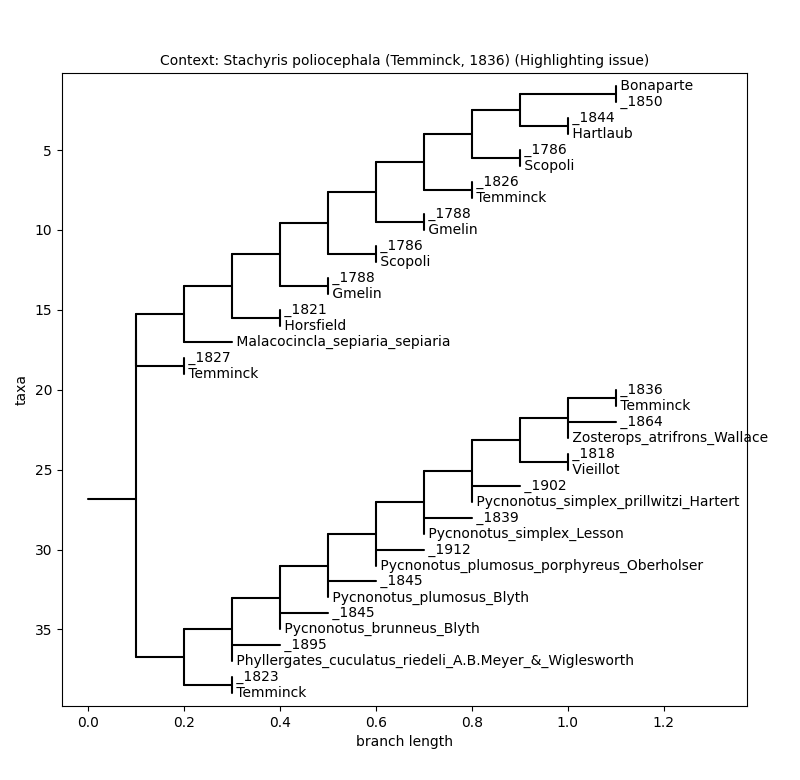 Context: Stachyris poliocephala (Temminck, 1836) (Highlighting issue)
Bonaparte
_1850
_1844
Hartlaub
_1786
Scopoli
_1826
Temminck
_1788
Gmelin
_1786
Scopoli
_1788
Gmelin
_1821
Horsfield
Malacocincla_sepiaria_sepiaria
_1827
Temminck
_1836
Temminck
_1864
Zosterops_atrifrons_Wallace
_1818
Vieillot
_1902
Pycnonotus_simplex_prillwitzi_Hartert
_1839
Pycnonotus_simplex_Lesson
_1912
Pycnonotus_plumosus_porphyreus_Oberholser
_1845
Pycnonotus_plumosus_Blyth
_1845
Pycnonotus_brunneus_Blyth
_1895
Phyllergates_cuculatus_riedeli_A.B.Meyer_&_Wiglesworth
_1823
Temminck
5
10
15
20
25
30
35
taxa
0.0 0.2 0.4 0.6 0.8 1.0 1.2
branch length